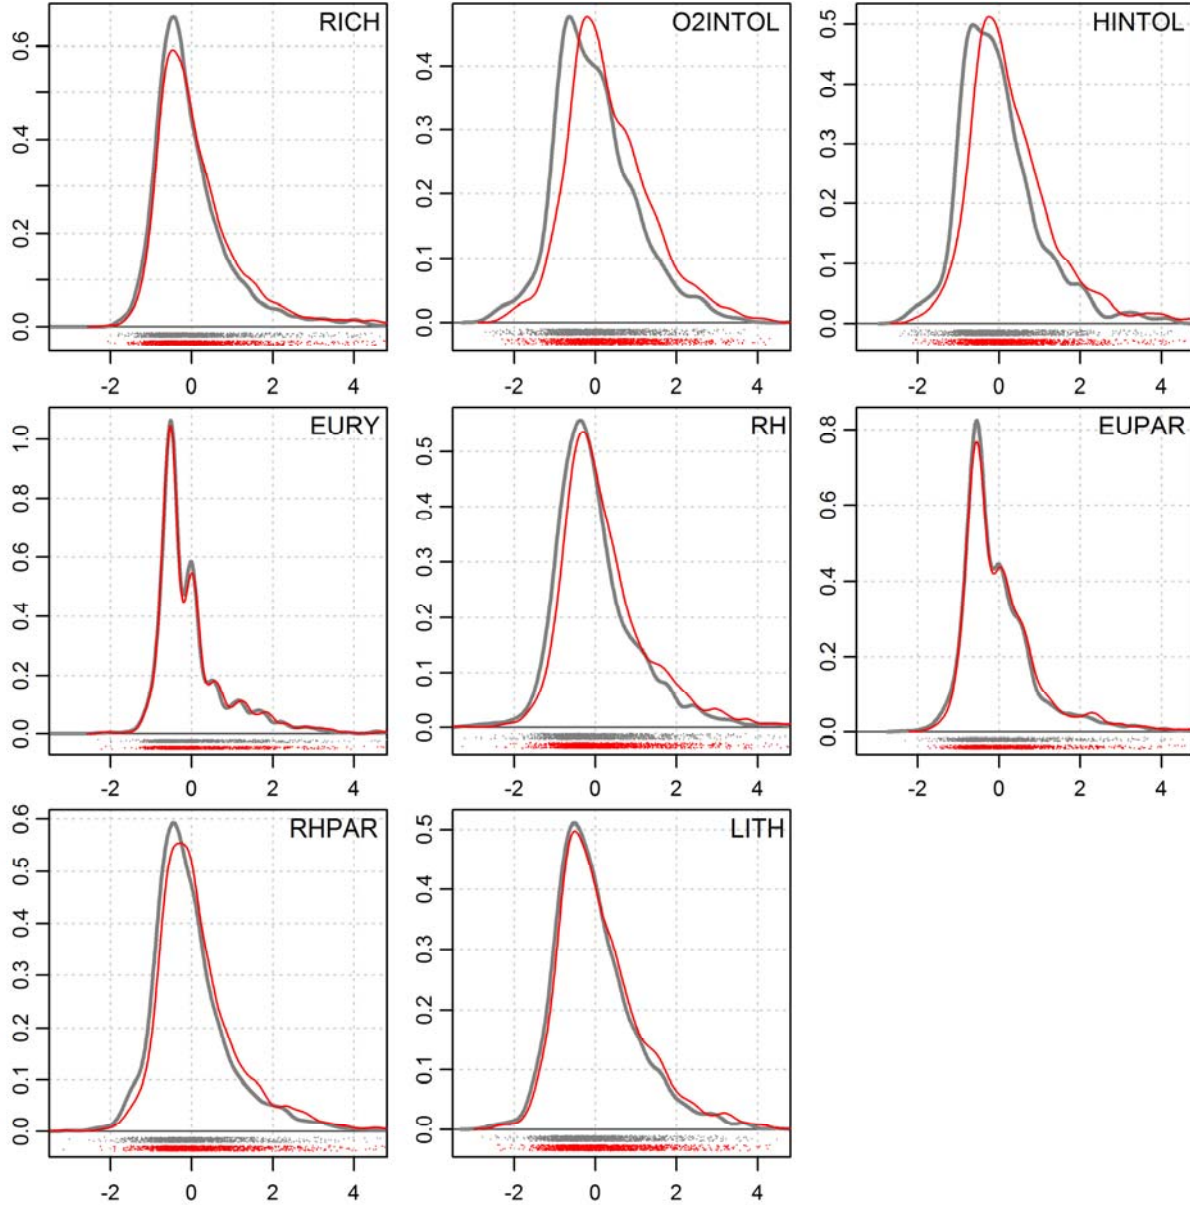 RICH
0.0 0.2 0.4 0.6
-2 0 2 4
O2INTOL
0.0 0.1 0.2 0.3 0.4
-2 0 2 4
HINTOL
0.0 0.1 0.2 0.3 0.4 0.5
-2 0 2 4
EURY
0.0 0.2 0.4 0.6 0.8 1.0
-2 0 2 4
RH
0.0 0.1 0.2 0.3 0.4 0.5
-2 0 2 4
EUPAR
0.0 0.2 0.4 0.6 0.8
-2 0 2 4
RHPAR
0.0 0.1 0.2 0.3 0.4 0.5 0.6
-2 0 2 4
LITH
0.0 0.1 0.2 0.3 0.4 0.5
-2 0 2 4